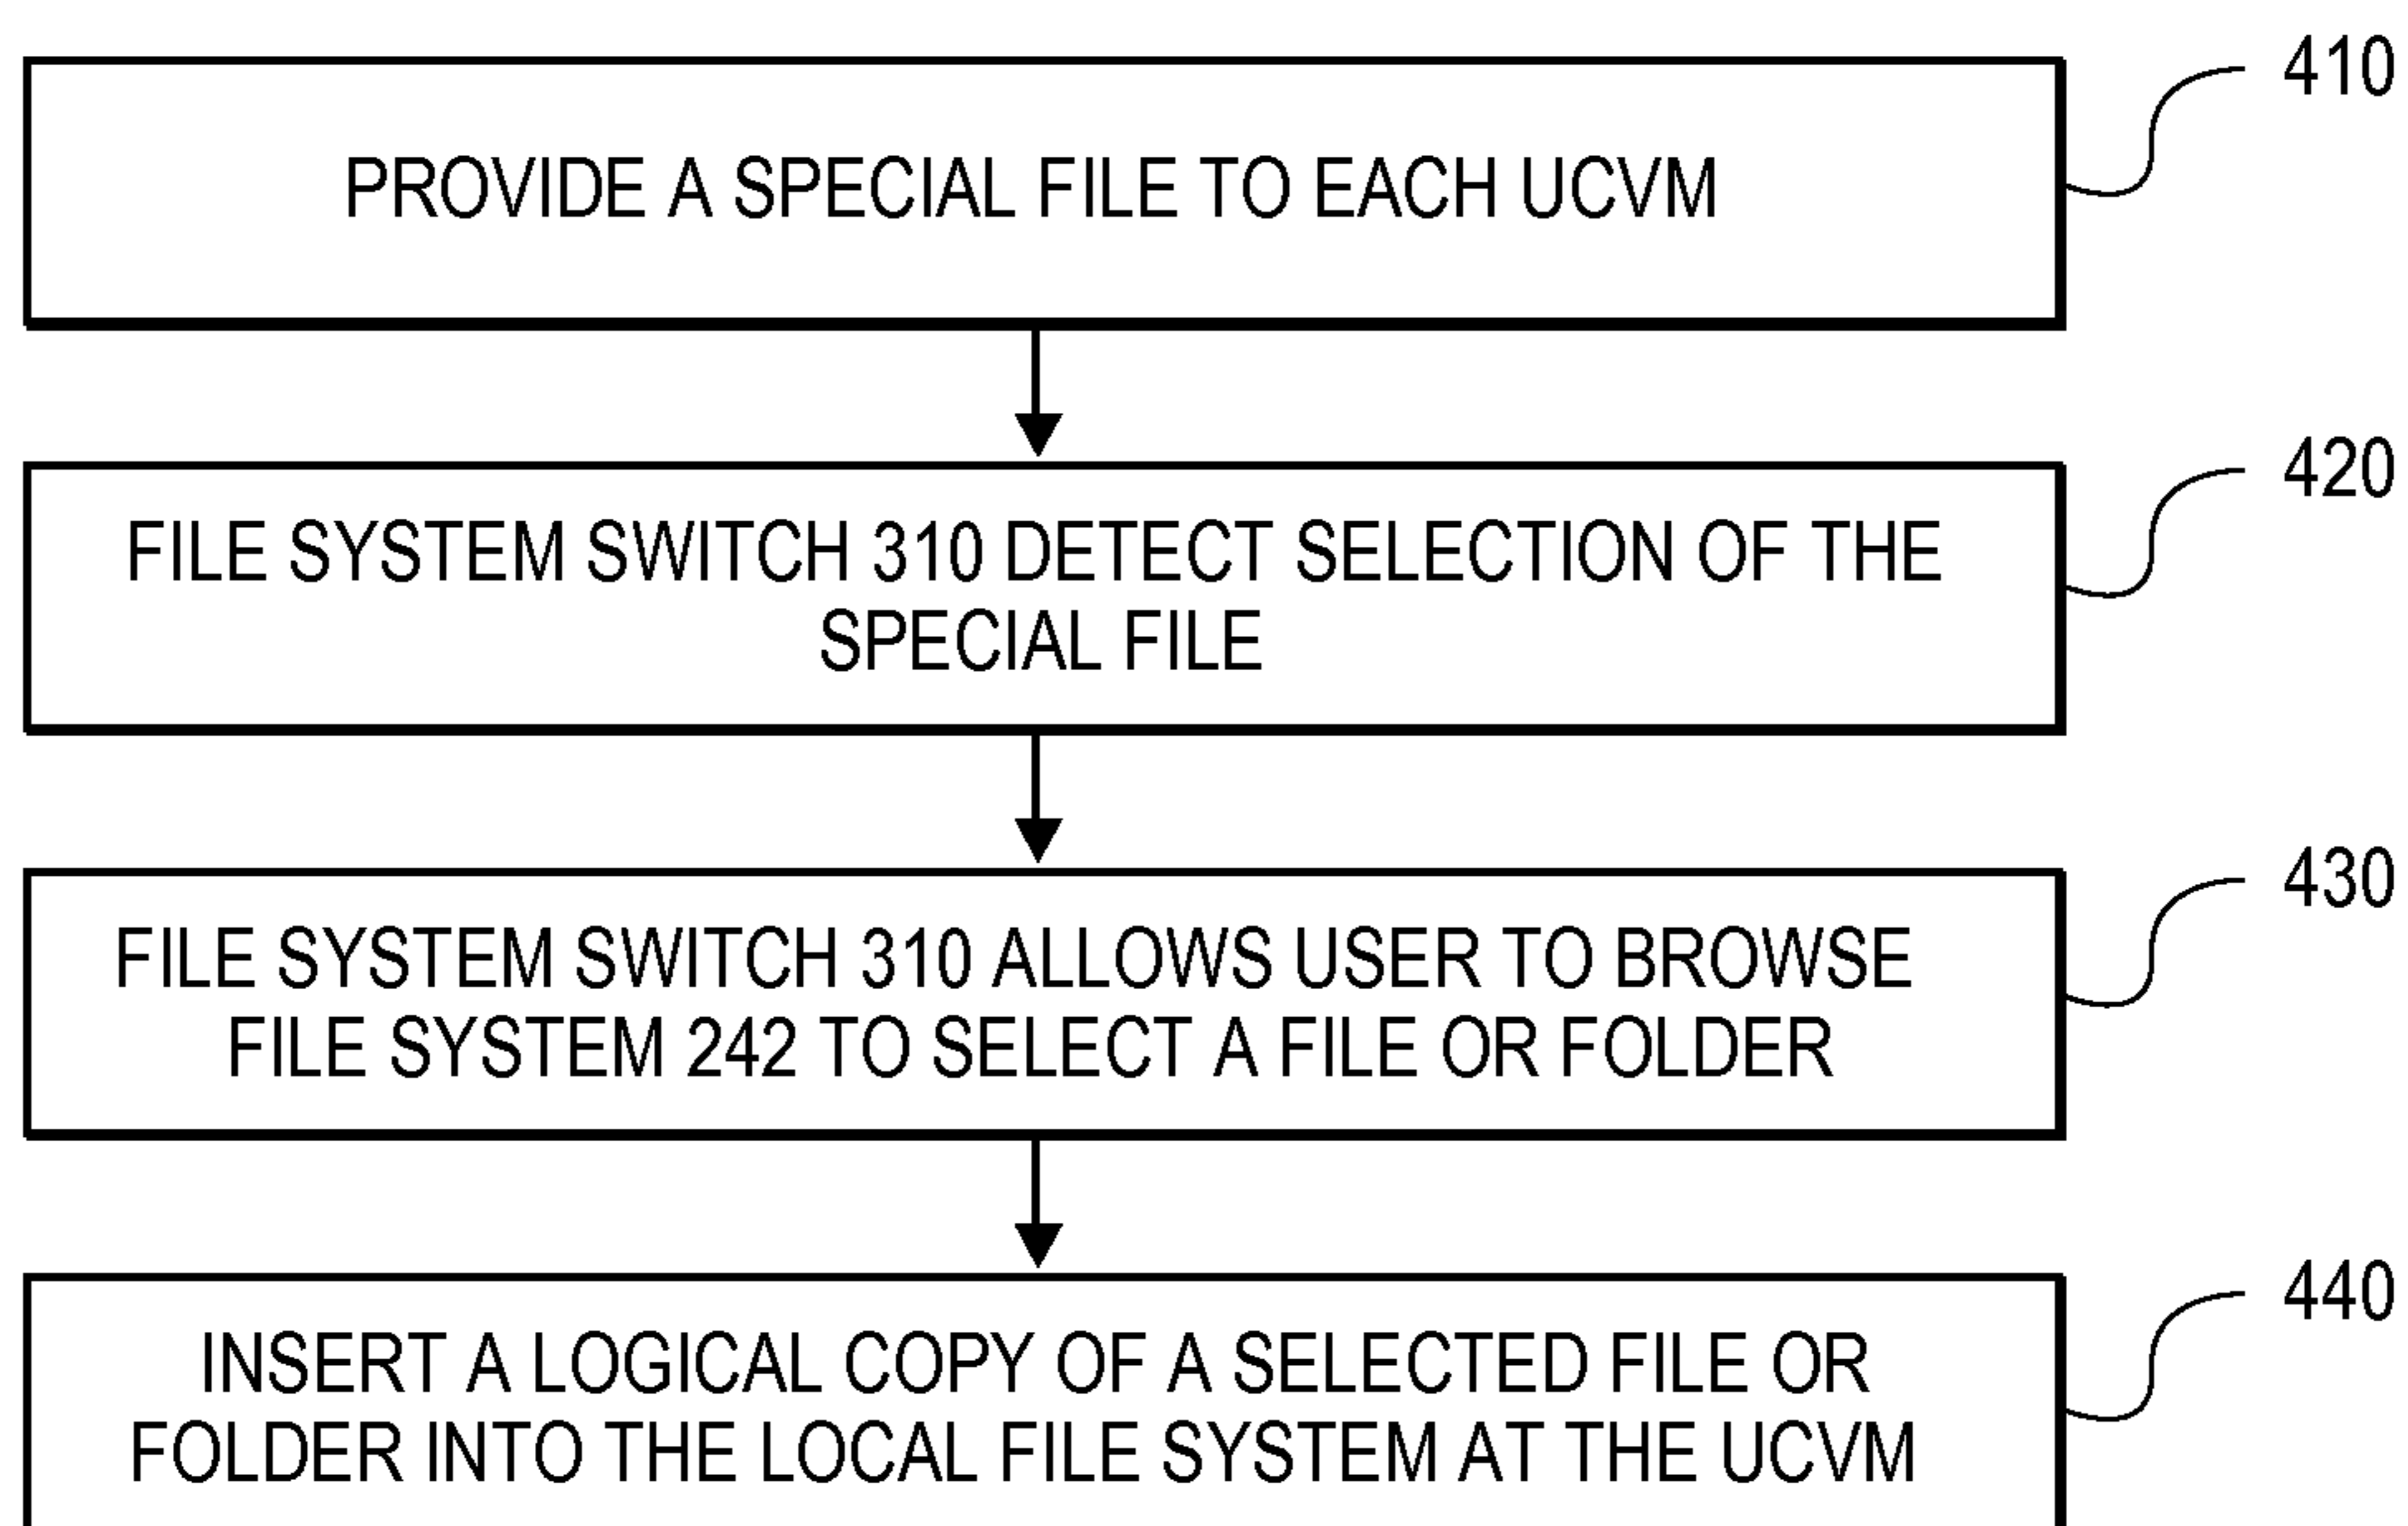 410
PROVIDE A SPECIAL FILE TO EACH UCVM
420
FILE SYSTEM SWITCH 310 DETECT SELECTION OF THE
SPECIAL FILE
430
FILE SYSTEM SWITCH 310 ALLOWS USER TO BROWSE
FILE SYSTEM 242 TO SELECT A FILE OR FOLDER
440
INSERT A LOGICAL COPY OF A SELECTED FILE OR
FOLDER INTO THE LOCAL FILE SYSTEM AT THE UCVM